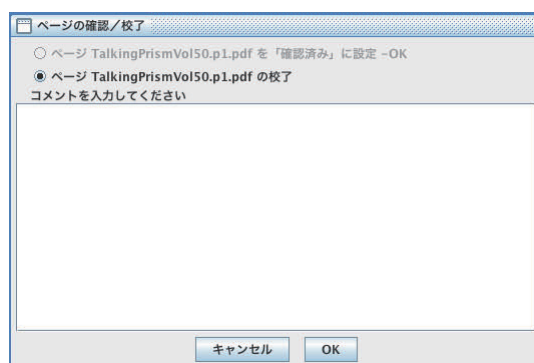 ページの確認／校了
ページ TalkingPrismVol50.p1.pdf を「確認済み」に設定 -OK
ページ TalkingPrismVol50.p1.pdf の校了
コメントを入力してください
キャンセル
OK